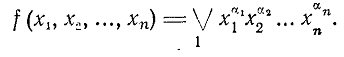 f (x₁, x₂, ..., xₙ) = ⋁₁ x₁^α₁ x₂^α₂ ... xₙ^αₙ.